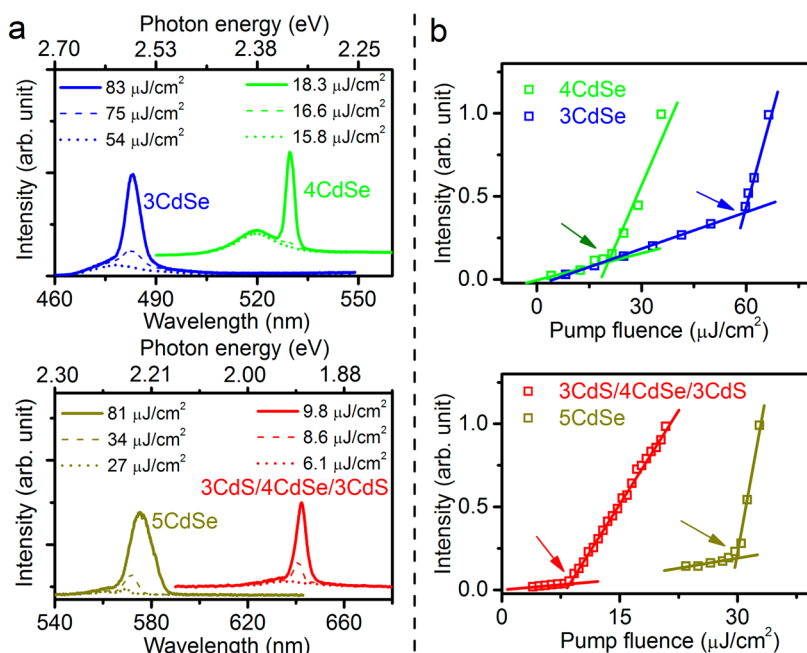 a
Photon energy (eV)
2.70 2.53 2.38 2.25
Intensity (arb. unit)
83 μJ/cm²
75 μJ/cm²
54 μJ/cm²
18.3 μJ/cm²
16.6 μJ/cm²
15.8 μJ/cm²
3CdSe
4CdSe
460 490 520 550
Wavelength (nm)
Photon energy (eV)
2.30 2.21 2.00 1.88
Intensity (arb. unit)
81 μJ/cm²
34 μJ/cm²
27 μJ/cm²
9.8 μJ/cm²
8.6 μJ/cm²
6.1 μJ/cm²
3CdS/4CdSe/3CdS
5CdSe
540 580 640 660
Wavelength (nm)
b
Intensity (arb. unit)
4CdSe
3CdSe
1.0
0.5
0.0
0 30 60
Pump fluence (μJ/cm²)
Intensity (arb. unit)
3CdS/4CdSe/3CdS
5CdSe
1.0
0.5
0.0
15 30
Pump fluence (μJ/cm²)